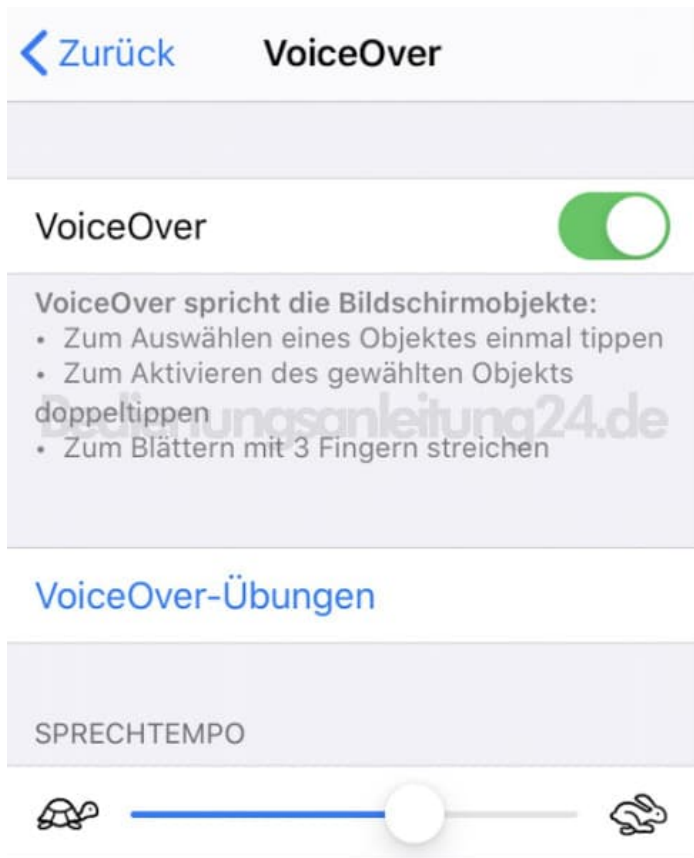 Zurück VoiceOver
VoiceOver
VoiceOver spricht die Bildschirmobjekte:
• Zum Auswählen eines Objektes einmal tippen
• Zum Aktivieren des gewählten Objekts
doppeltippen
Bedienungsanleitung24.de
• Zum Blättern mit 3 Fingern streichen
VoiceOver-Übungen
SPRECHTEMPO